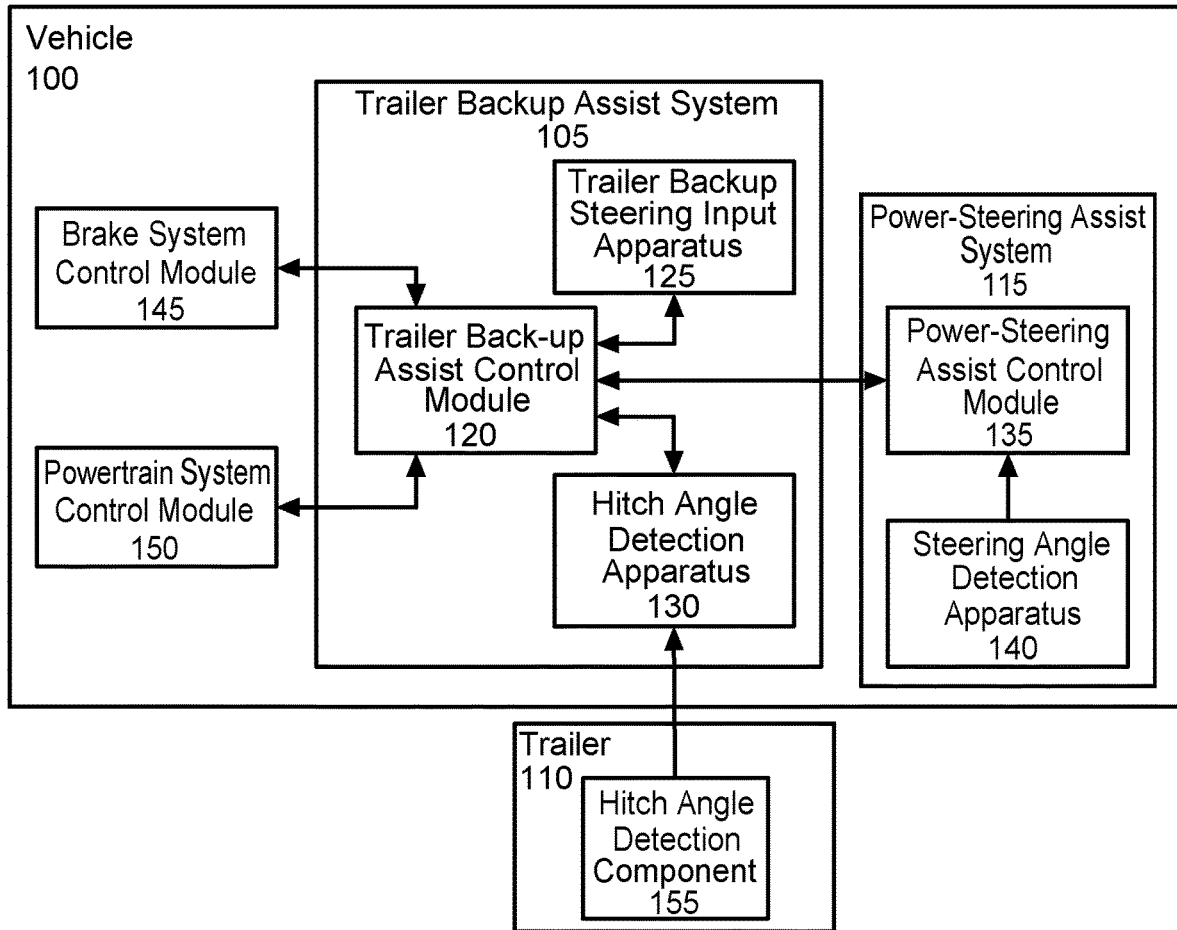 Vehicle
100
Trailer Backup Assist System
105
Trailer Backup
Steering Input
Apparatus
125
Power-Steering Assist
System
115
Brake System
Control Module
145
Trailer Back-up
Assist Control
Module
120
Power-Steering
Assist Control
Module
135
Powertrain System
Control Module
150
Hitch Angle
Detection
Apparatus
130
Steering Angle
Detection
Apparatus
140
Trailer
110
Hitch Angle
Detection
Component
155